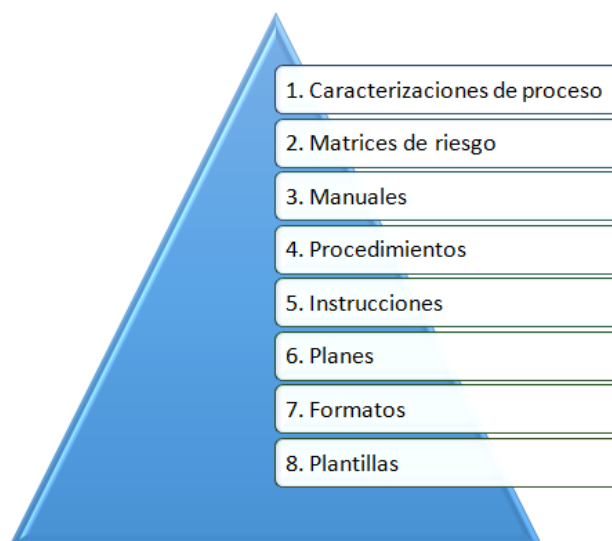 1. Caracterizaciones de proceso
2. Matrices de riesgo
3. Manuales
4. Procedimientos
5. Instrucciones
6. Planes
7. Formatos
8. Plantillas